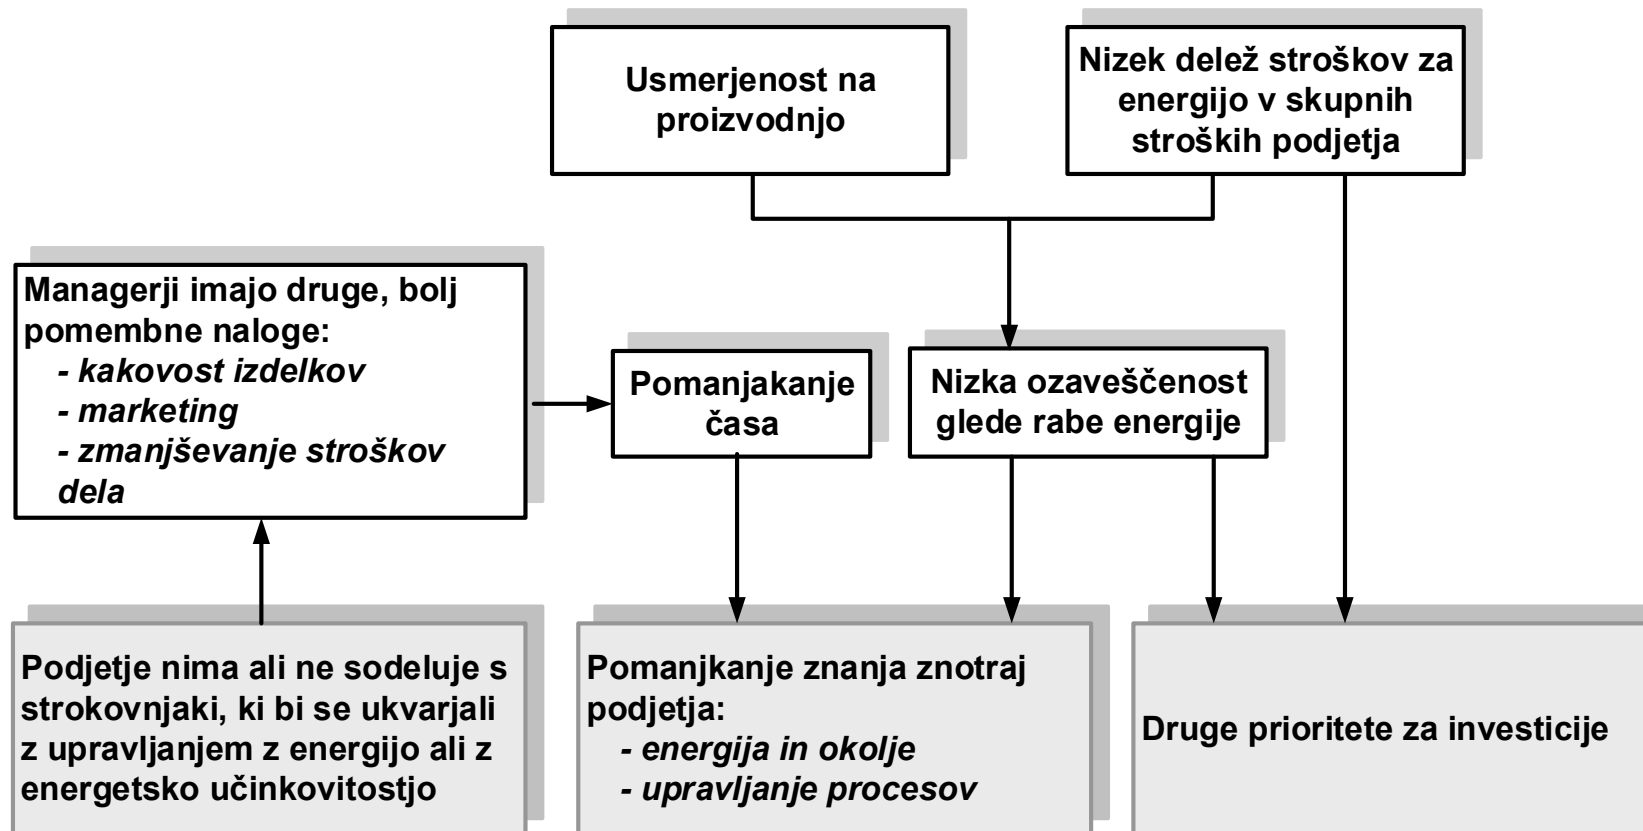 Usmerjenost na
proizvodnjo
Nizek delež stroškov za
energijo v skupnih
stroških podjetja
Managerji imajo druge, bolj
pomembne naloge:
- kakovost izdelkov
- marketing
- zmanjševanje stroškov
dela
Pomanjakanje
časa
Nizka ozaveščenost
glede rabe energije
Podjetje nima ali ne sodeluje s
strokovnjaki, ki bi se ukvarjali
z upravljanjem z energijo ali z
energetsko učinkovitostjo
Pomanjkanje znanja znotraj
podjetja:
- energija in okolje
- upravljanje procesov
Druge prioritete za investicije